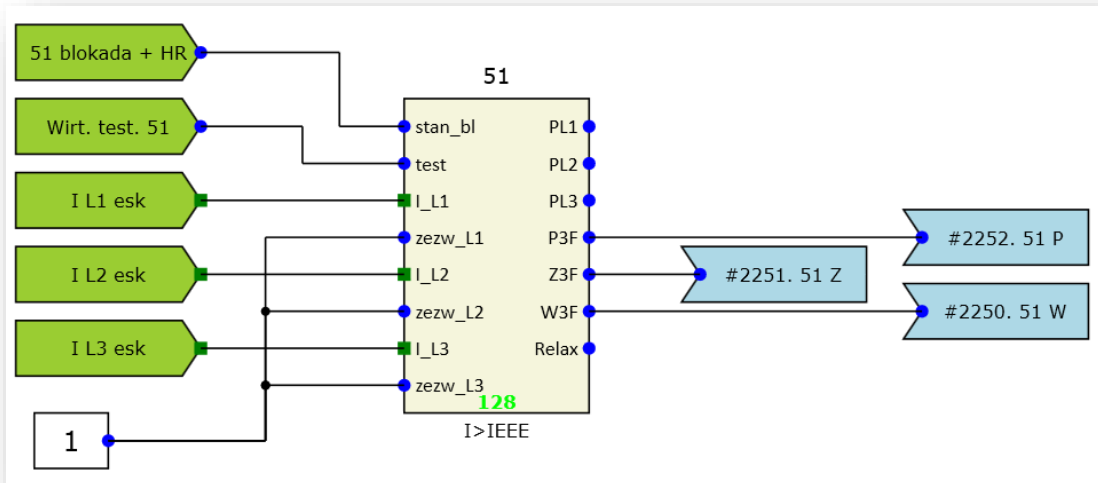 51 blokada + HR
Wirt. test. 51
I L1 esk
I L2 esk
I L3 esk
1
51
stan_bl
test
I_L1
zezw_L1
I_L2
zezw_L2
I_L3
zezw_L3
PL1
PL2
PL3
P3F
Z3F
W3F
Relax
128
I>IEEE
#2252. 51 P
#2251. 51 Z
#2250. 51 W